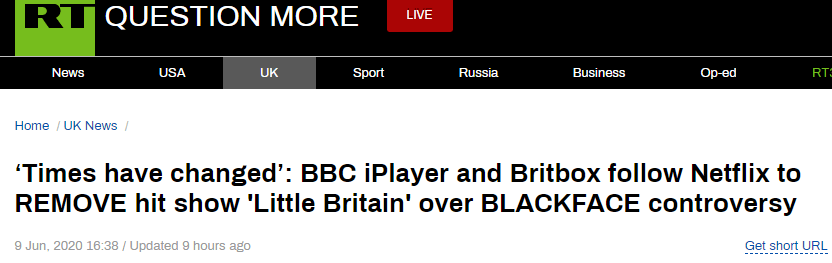 RT QUESTION MORE LIVE
News USA UK Sport Russia Business Op-ed RT
Home / UK News /
‘Times have changed’: BBC iPlayer and Britbox follow Netflix to
REMOVE hit show 'Little Britain' over BLACKFACE controversy
9 Jun, 2020 16:38 / Updated 9 hours ago Get short URL